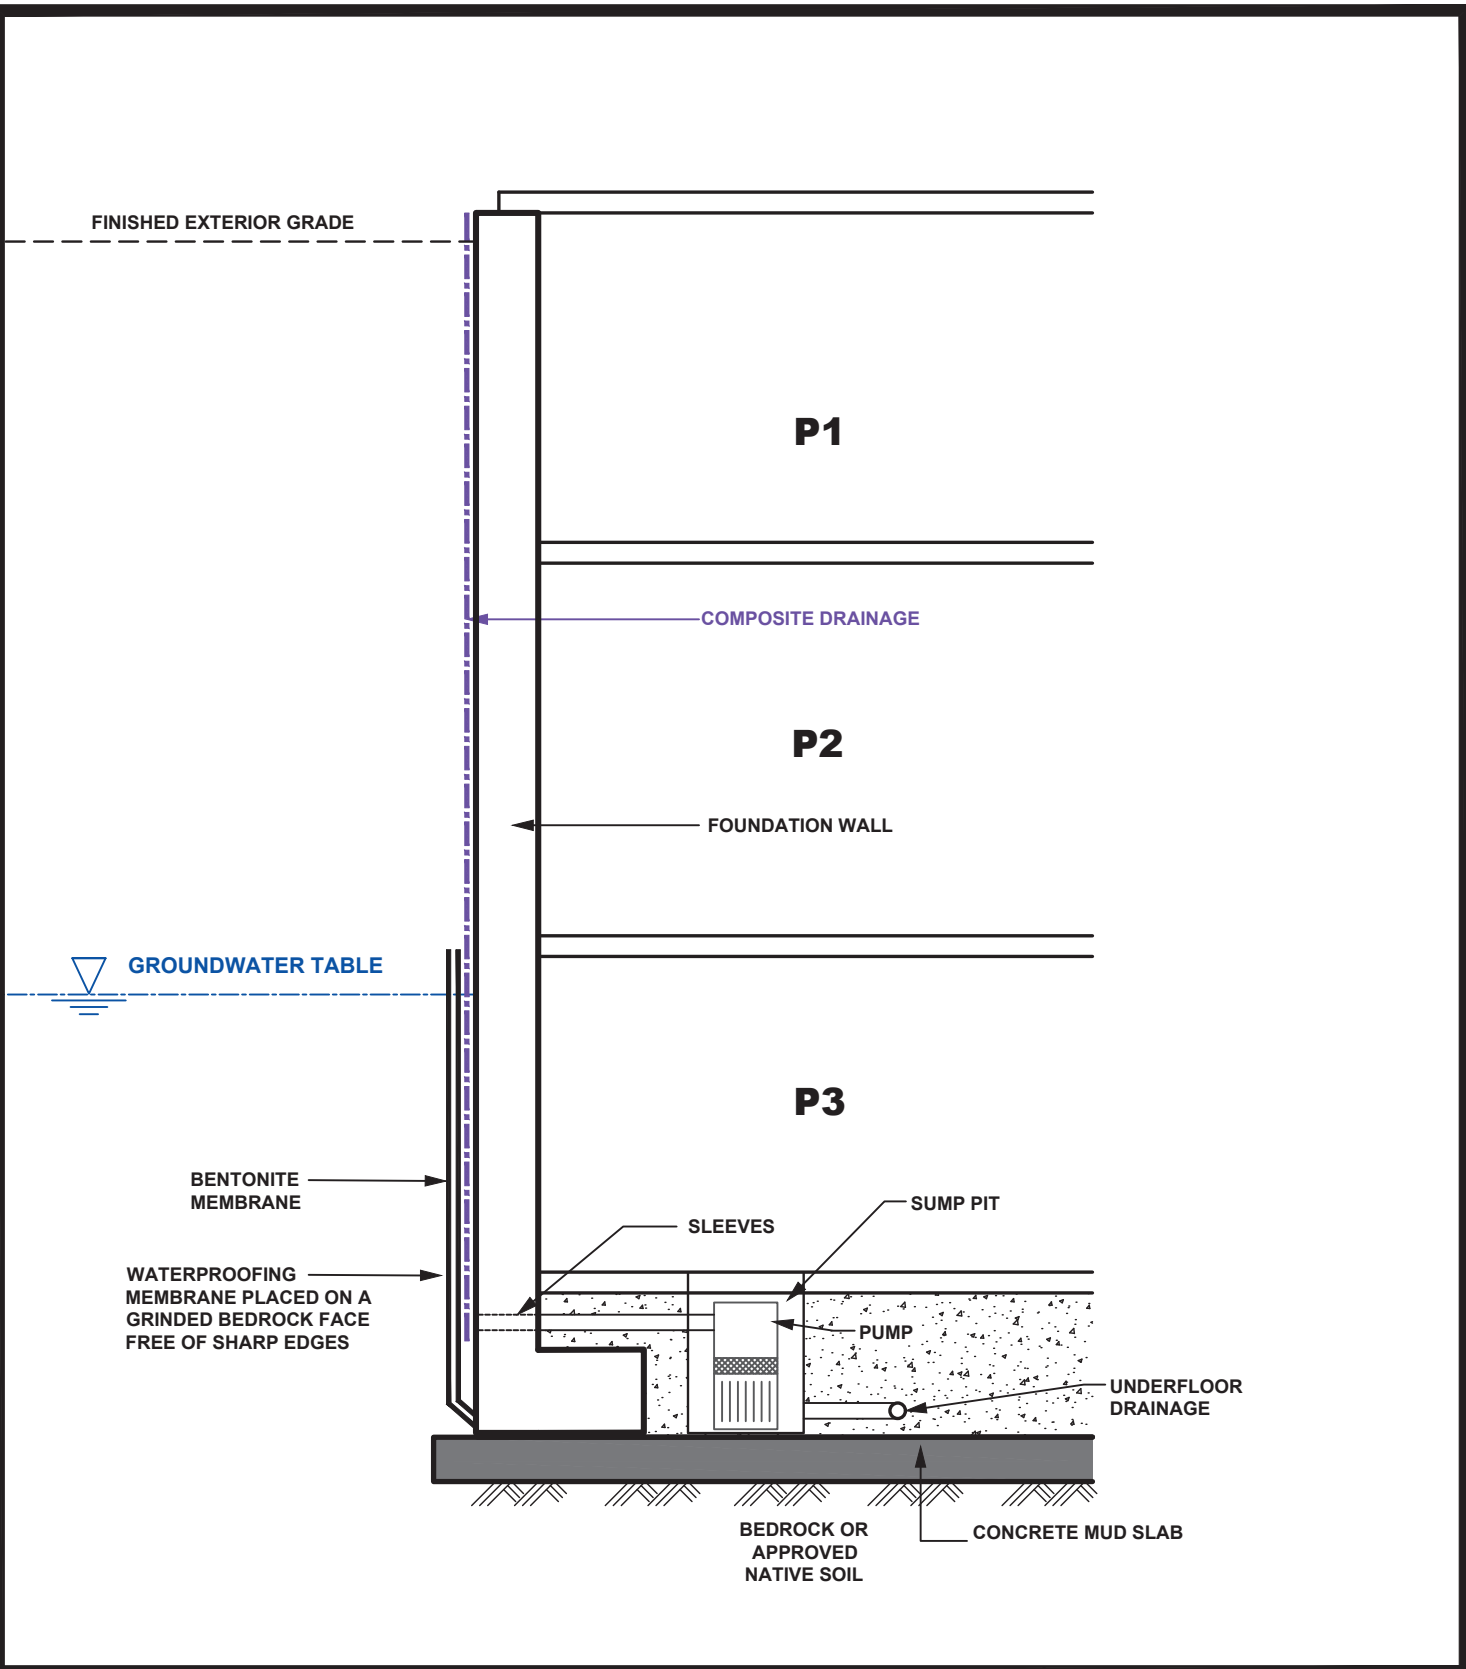 FINISHED EXTERIOR GRADE
P1
COMPOSITE DRAINAGE
P2
FOUNDATION WALL
GROUNDWATER TABLE
P3
BENTONITE
MEMBRANE
SUMP PIT
SLEEVES
WATERPROOFING
MEMBRANE PLACED ON A
GRINDED BEDROCK FACE
FREE OF SHARP EDGES
PUMP
UNDERFLOOR
DRAINAGE
BEDROCK OR
APPROVED
NATIVE SOIL
CONCRETE MUD SLAB